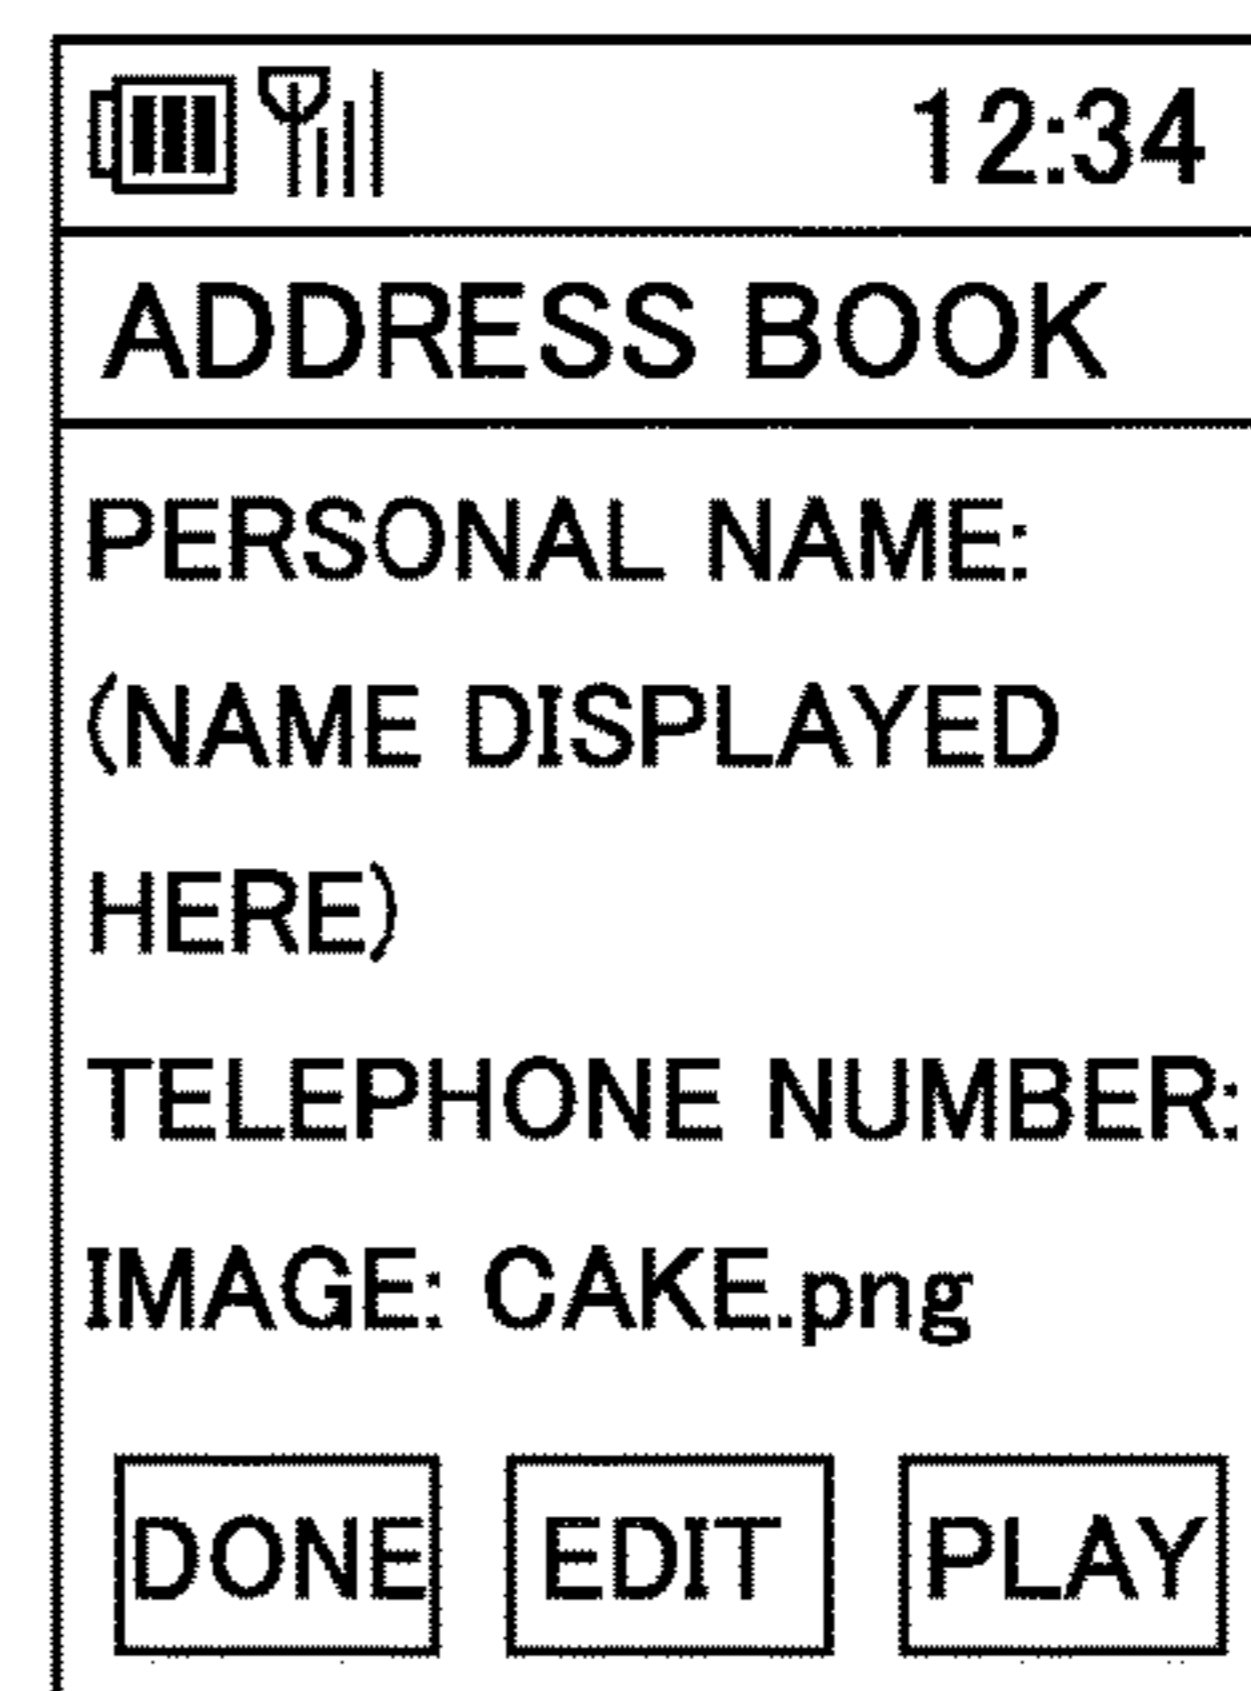 12:34
ADDRESS BOOK
PERSONAL NAME:
(NAME DISPLAYED
HERE)
TELEPHONE NUMBER:
IMAGE: CAKE.png
DONE EDIT PLAY